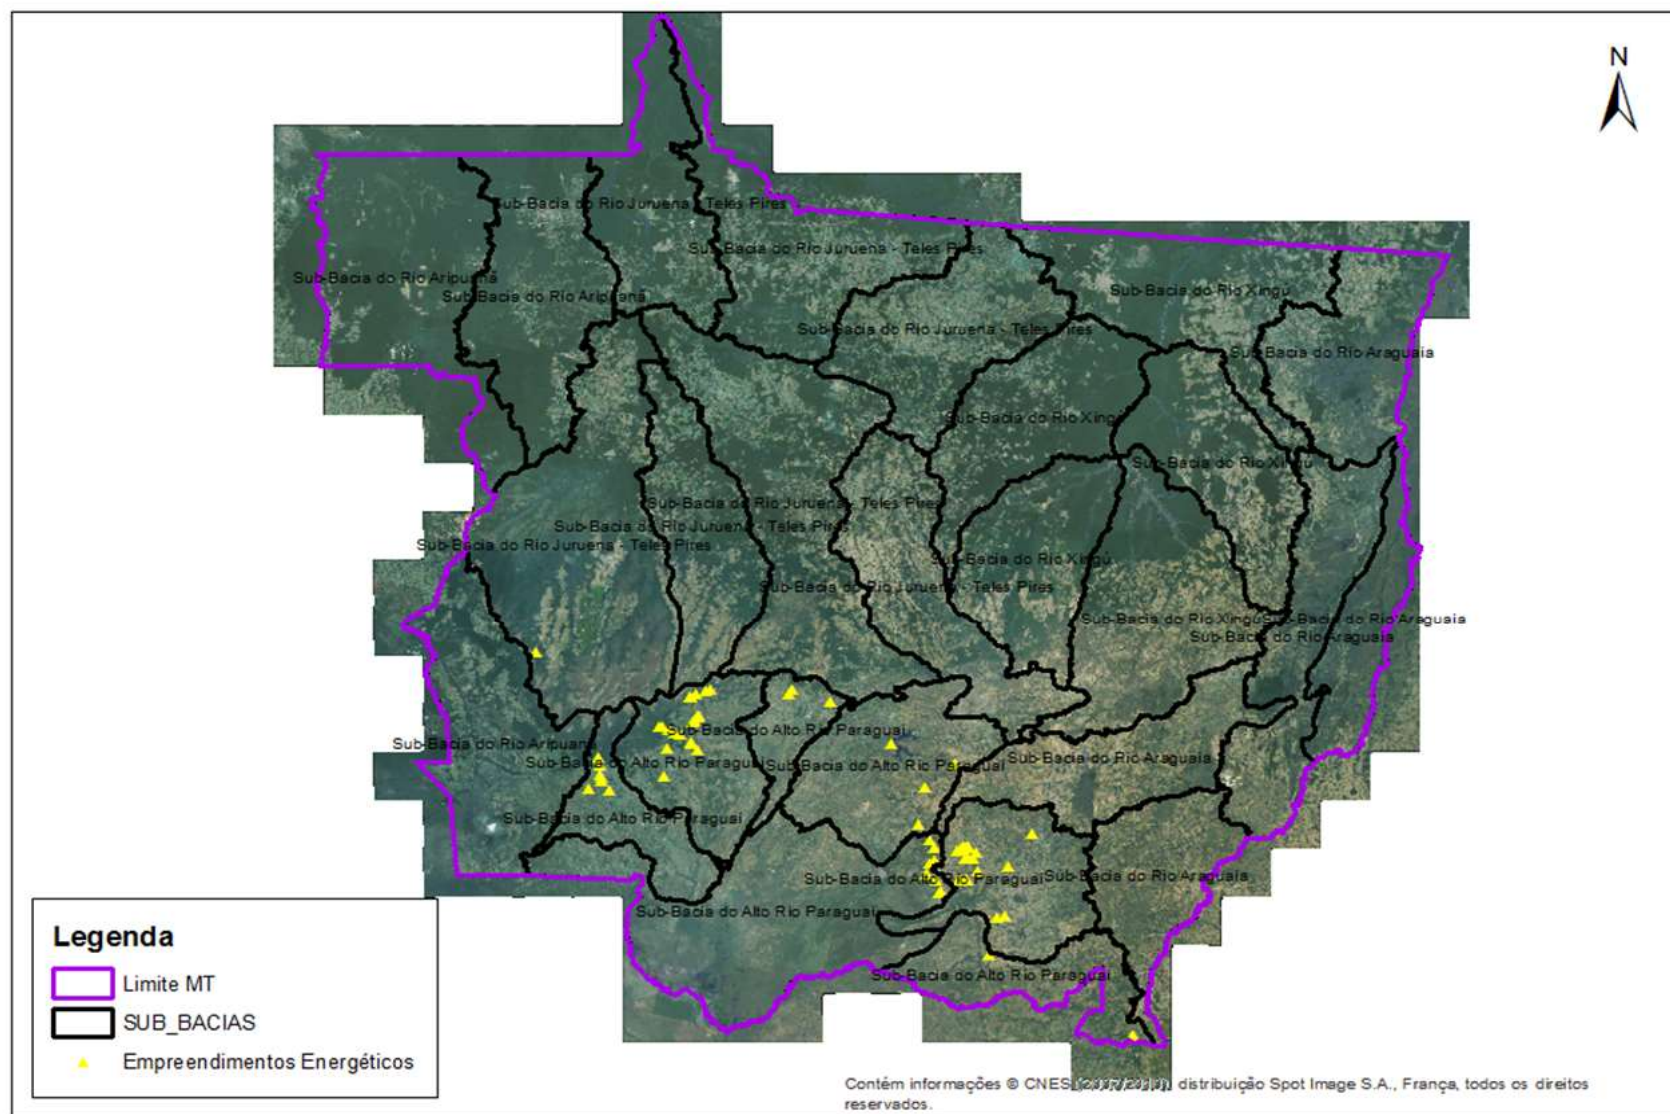 N
Sub-Bacia do Rio Juruena - Teles Pires
Sub-Bacia do Rio Juruena - Teles Pires
Sub-Bacia do Rio Aripuanã
Sub-Bacia do Rio Aripuanã
Sub-Bacia do Rio Xingú
Sub-Bacia do Rio Juruena - Teles Pires
Sub-Bacia do Rio Araguaia
Sub-Bacia do Rio Xingú
Sub-Bacia do Rio Xingú
Sub-Bacia do Rio Juruena - Teles Pires
Sub-Bacia do Rio Juruena - Teles Pires
Sub-Bacia do Rio Juruena - Teles Pires
Sub-Bacia do Rio Xingú
Sub-Bacia do Rio Juruena - Teles Pires
Sub-Bacia do Rio Xingú
Sub-Bacia do Rio Araguaia
Sub-Bacia do Rio Araguaia
Sub-Bacia do Alto Rio Paraguai
Sub-Bacia do Rio Aripuanã
Sub-Bacia do Alto Rio Paraguai
Sub-Bacia do Alto Rio Paraguai
Sub-Bacia do Rio Araguaia
Sub-Bacia do Alto Rio Paraguai
Sub-Bacia do Alto Rio Paraguai
Sub-Bacia do Rio Araguaia
Sub-Bacia do Alto Rio Paraguai
Sub-Bacia do Alto Rio Paraguai
Legenda
Limite MT
SUB_BACIAS
Empreendimentos Energéticos
Contém informações © CNES distribuição Spot Image S.A., França, todos os direitos
reservados.